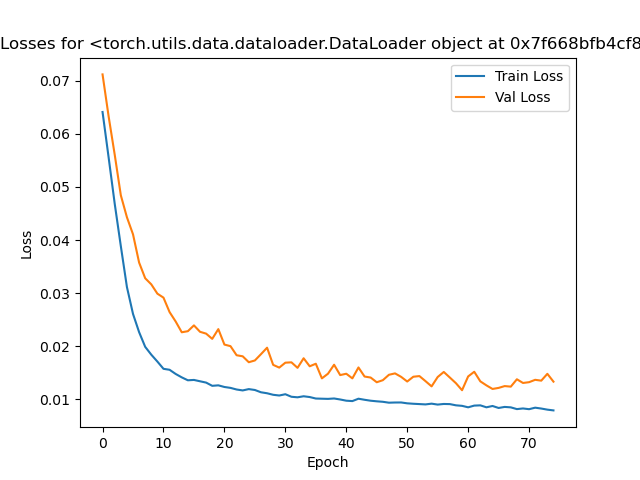 Losses for <torch.utils.data.dataloader.DataLoader object at 0x7f668bfb4cf8
Train Loss
Val Loss
Loss
0.07
0.06
0.05
0.04
0.03
0.02
0.01
0 10 20 30 40 50 60 70
Epoch